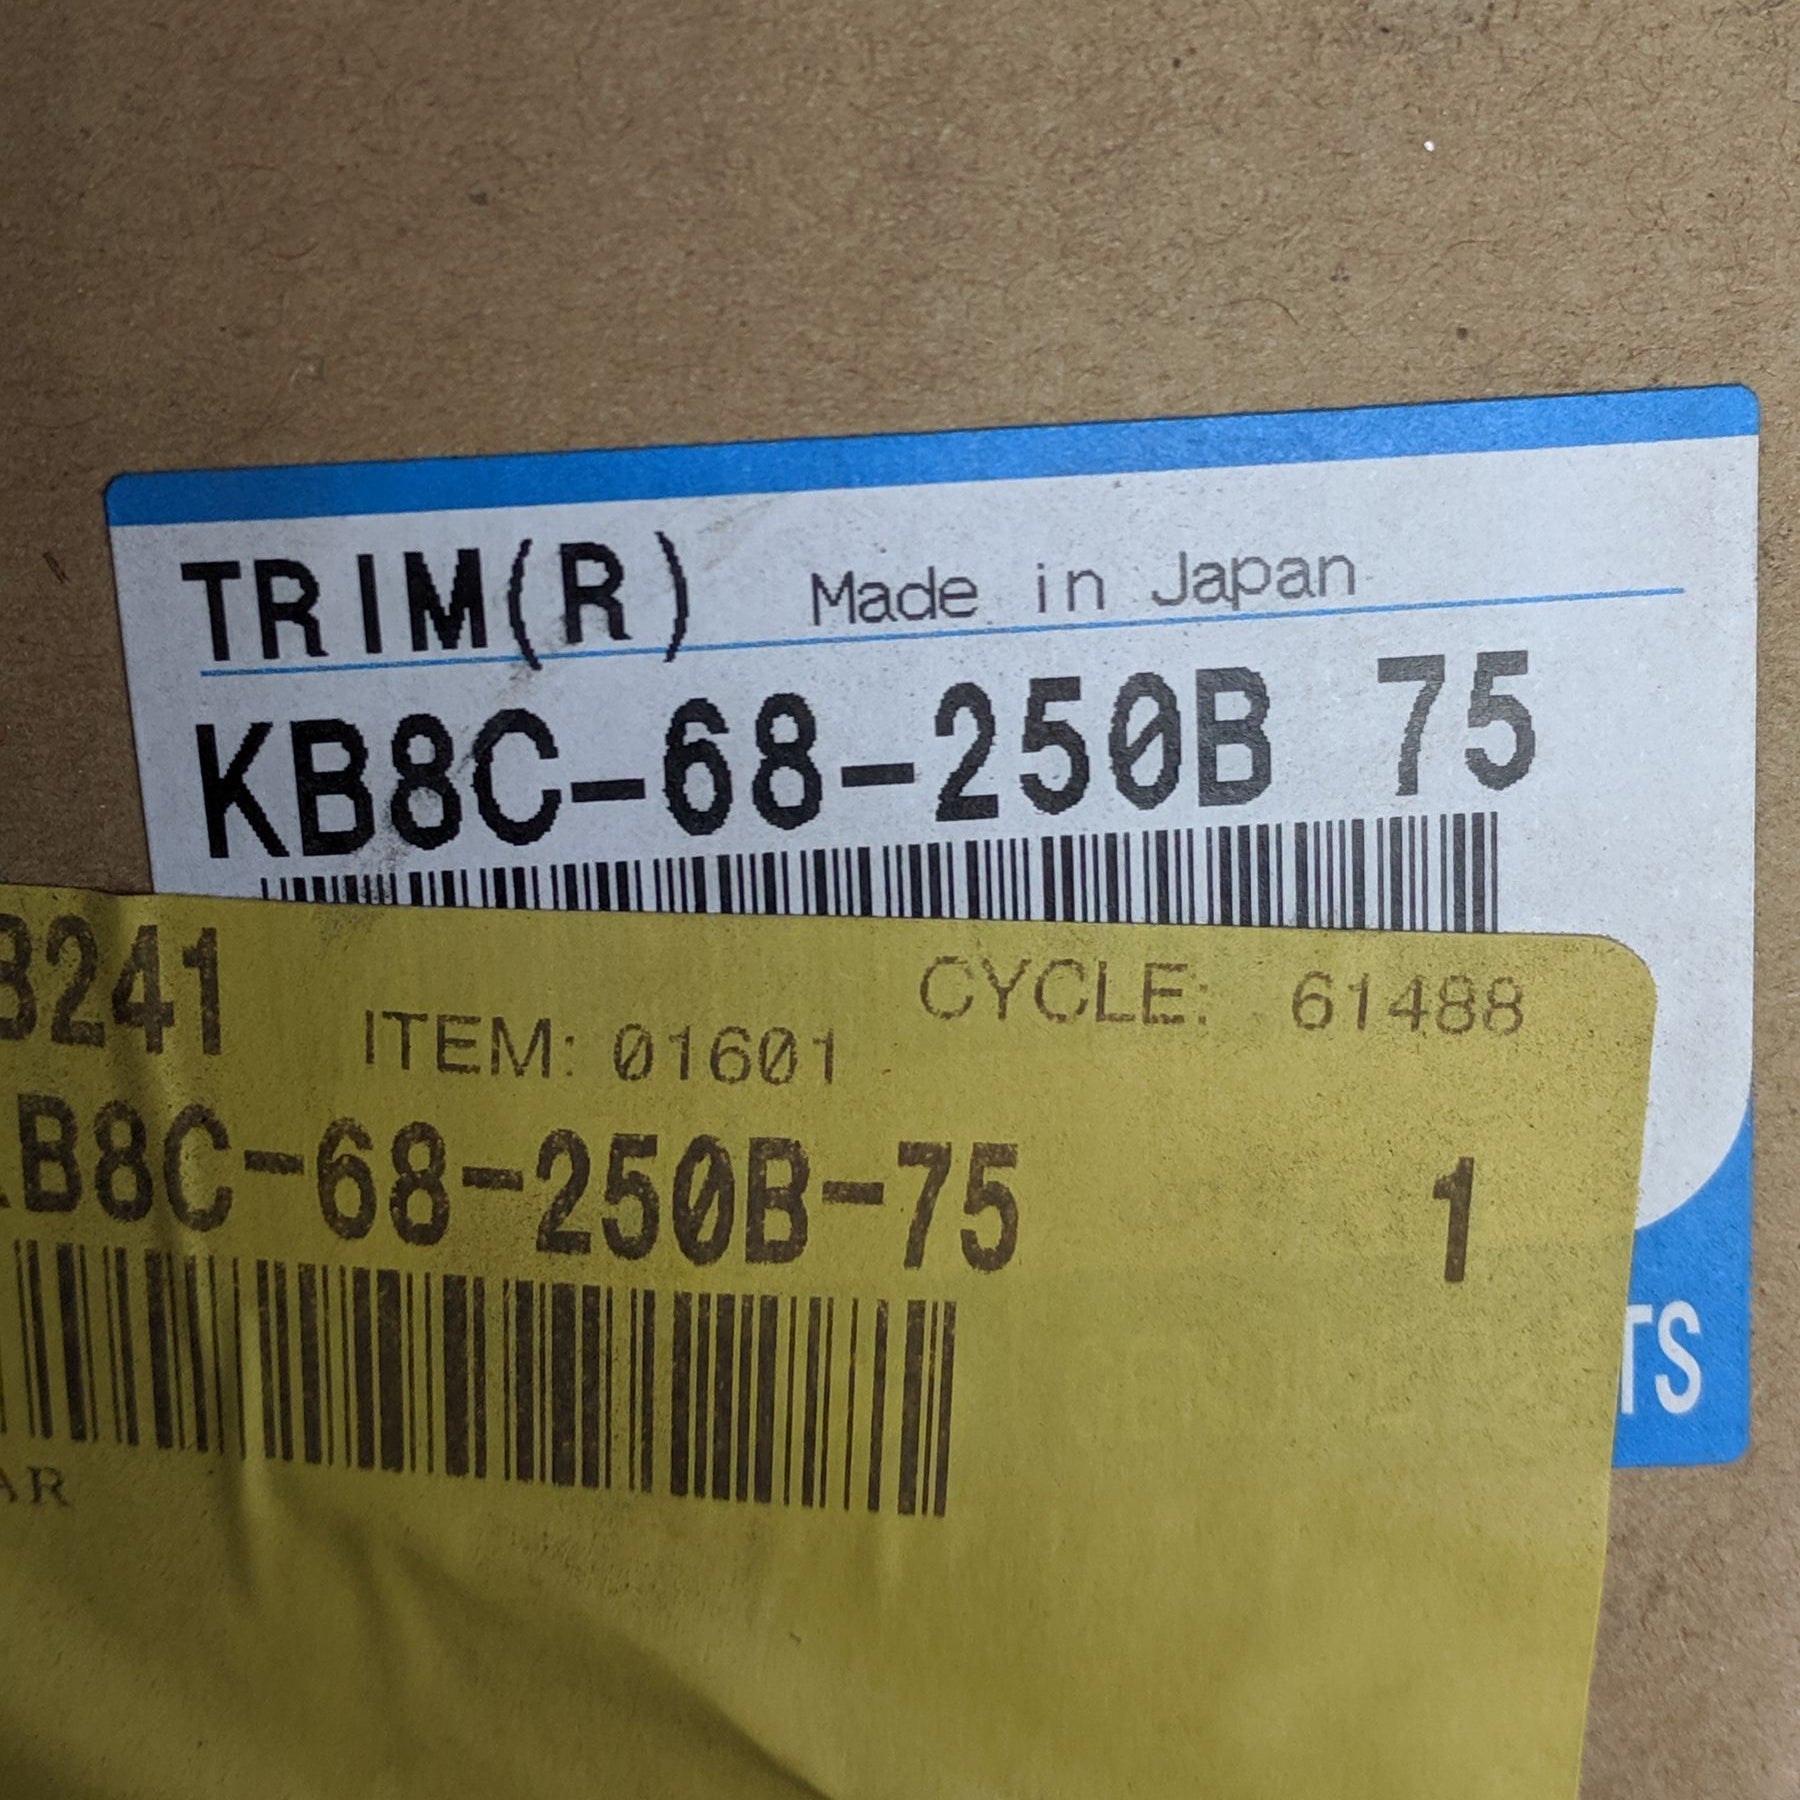 TRIM(R) Made in Japan
KB8C-68-250B 75
3241 ITEM: 01601 CYCLE: 61488
KB8C-68-250B-75 1
TS
AR